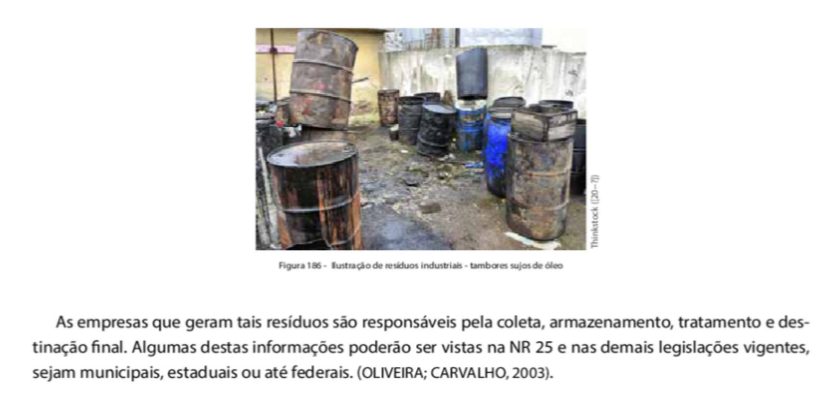 Thinkstock ([20--?])
Figura 186 - Ilustração de resíduos industriais - tambores sujos de óleo
As empresas que geram tais resíduos são responsáveis pela coleta, armazenamento, tratamento e des-
tinação final. Algumas destas informações poderão ser vistas na NR 25 e nas demais legislações vigentes,
sejam municipais, estaduais ou até federais. (OLIVEIRA; CARVALHO, 2003).